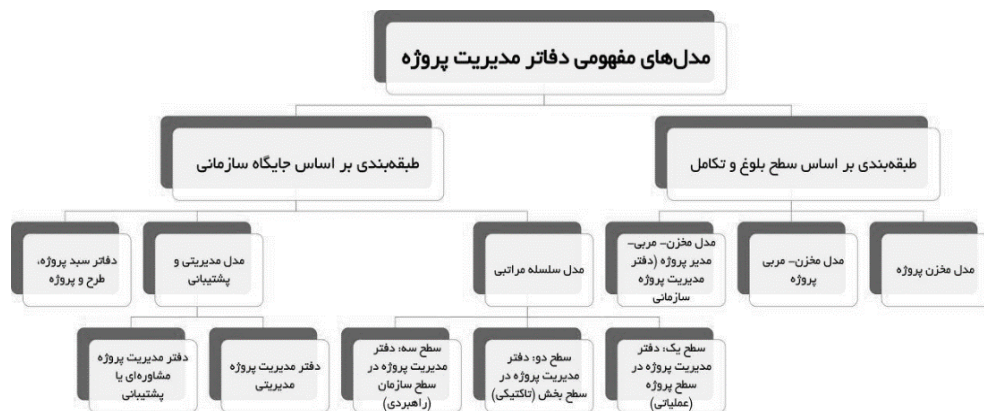 مدل‌های مفهومی دفاتر مدیریت پروژه
طبقه‌بندی بر اساس سطح بلوغ و تکامل
طبقه‌بندی بر اساس جایگاه سازمانی
مدل مخزن پروژه
مدل مخزن- مربی
پروژه
مدل مخزن- مربی-
مدیر پروژه (دفتر
مدیریت پروژه
سازمانی
مدل سلسله مراتبی
مدل مدیریتی و
پشتیبانی
دفاتر سبد پروژه،
طرح و پروژه
سطح یک: دفتر
مدیریت پروژه در
سطح پروژه
(عملیاتی)
سطح دو: دفتر
مدیریت پروژه در
سطح بخش (تاکتیکی)
سطح سه: دفتر
مدیریت پروژه در
سطح سازمان
(راهبردی)
دفتر مدیریت پروژه
مدیریتی
دفتر مدیریت پروژه
مشاوره‌ای یا
پشتیبانی